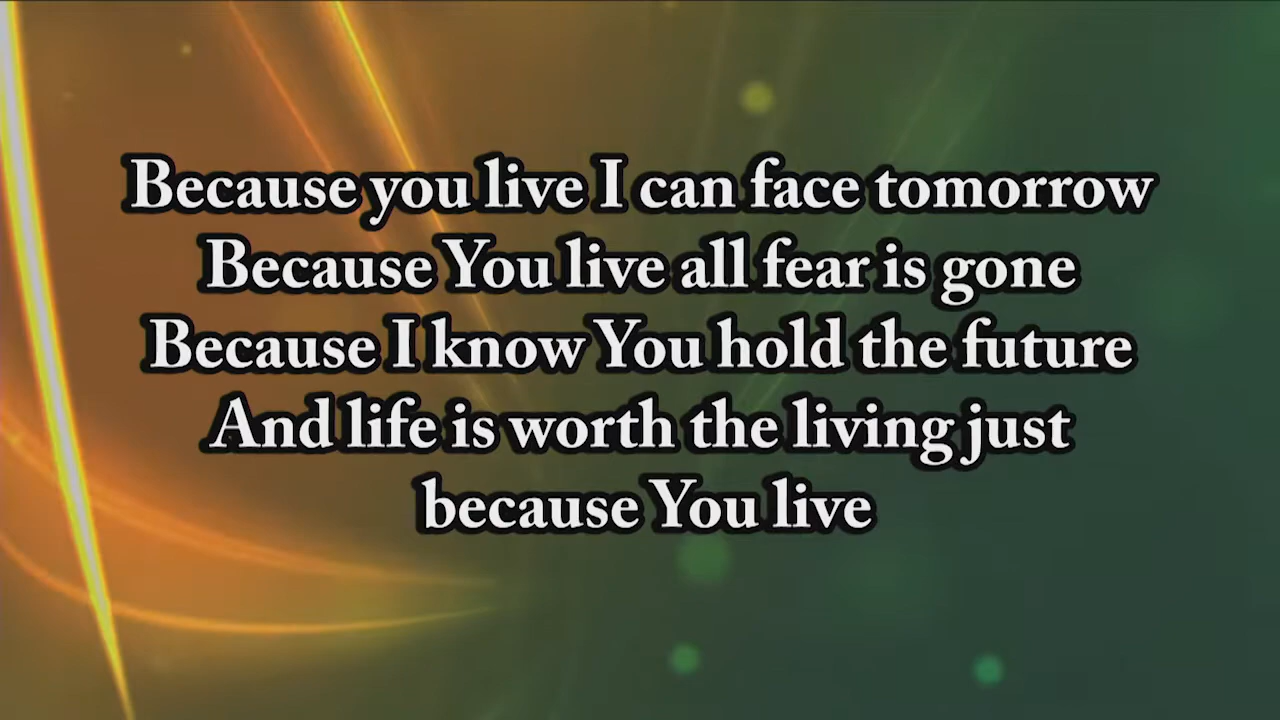 Because you live I can face tomorrow
Because You live all fear is gone
Because I know You hold the future
And life is worth the living just
because You live